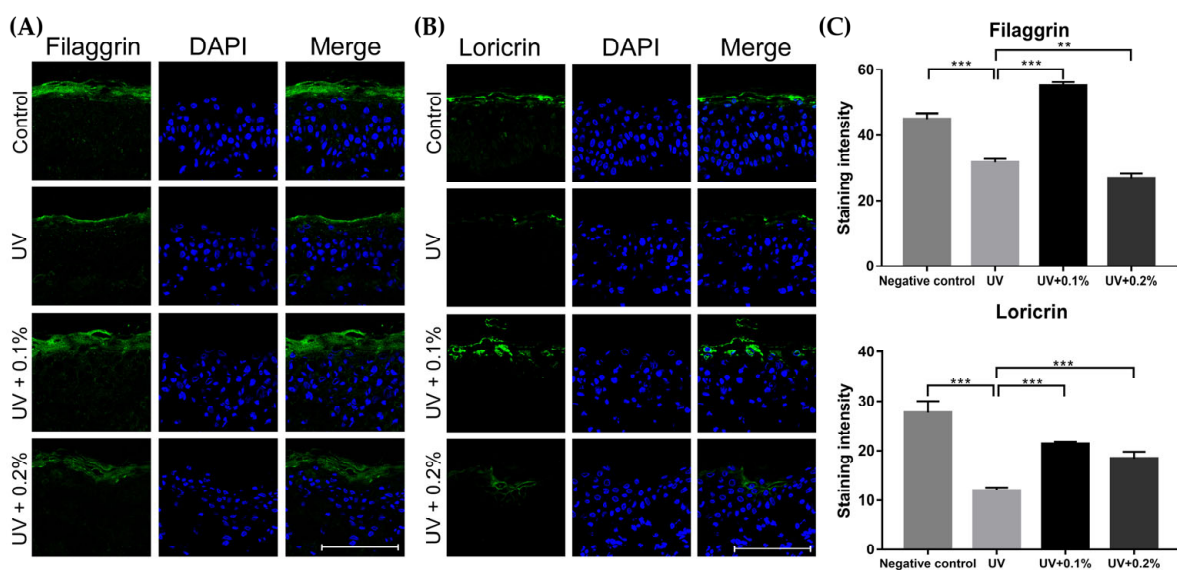 (A)
Filaggrin DAPI Merge
Control
UV
UV + 0.1%
UV + 0.2%
(B)
Loricrin DAPI Merge
Control
UV
UV + 0.1%
UV + 0.2%
(C)
Filaggrin
**
*** ***
60
40
20
0
Staining intensity
Negative control UV UV+0.1% UV+0.2%
Loricrin
***
*** ***
40
30
20
10
0
Staining intensity
Negative control UV UV+0.1% UV+0.2%